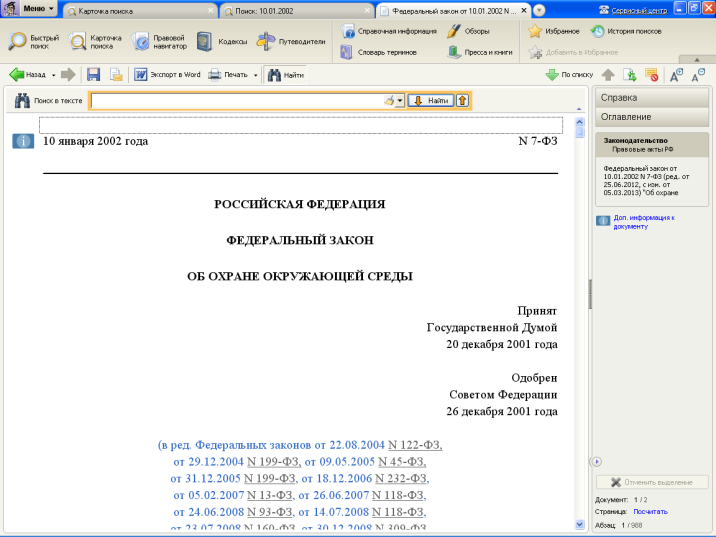 Меню
Карточка поиска
Поиск: 10.01.2002
Федеральный закон от 10.01.2002 N ...
Сервисный центр
Быстрый поиск
Карточка поиска
Правовой навигатор
Кодексы
Путеводители
Справочная информация
Словарь терминов
Обзоры
Пресса и книги
Избранное
Добавить в Избранное
История поисков
Назад
Экспорт в Word
Печать
Найти
По списку
Поиск в тексте
Найти
10 января 2002 года N 7-ФЗ
РОССИЙСКАЯ ФЕДЕРАЦИЯ
ФЕДЕРАЛЬНЫЙ ЗАКОН
ОБ ОХРАНЕ ОКРУЖАЮЩЕЙ СРЕДЫ
Принят
Государственной Думой
20 декабря 2001 года
Одобрен
Советом Федерации
26 декабря 2001 года
(в ред. Федеральных законов от 22.08.2004 N 122-ФЗ,
от 29.12.2004 N 199-ФЗ, от 09.05.2005 N 45-ФЗ,
от 31.12.2005 N 199-ФЗ, от 18.12.2006 N 232-ФЗ,
от 05.02.2007 N 13-ФЗ, от 26.06.2007 N 118-ФЗ,
от 24.06.2008 N 93-ФЗ, от 14.07.2008 N 118-ФЗ,
от 23.07.2008 N 160-ФЗ, от 30.12.2008 N 309-ФЗ
Справка
Оглавление
Законодательство
Правовые акты РФ
Федеральный закон от
10.01.2002 N 7-ФЗ (ред. от
25.06.2012, с изм. от
05.03.2013) "Об охране
Доп. информация к
документу
Отменить выделение
Документ: 1 / 2
Страница: Посчитать
Абзац: 1 / 988